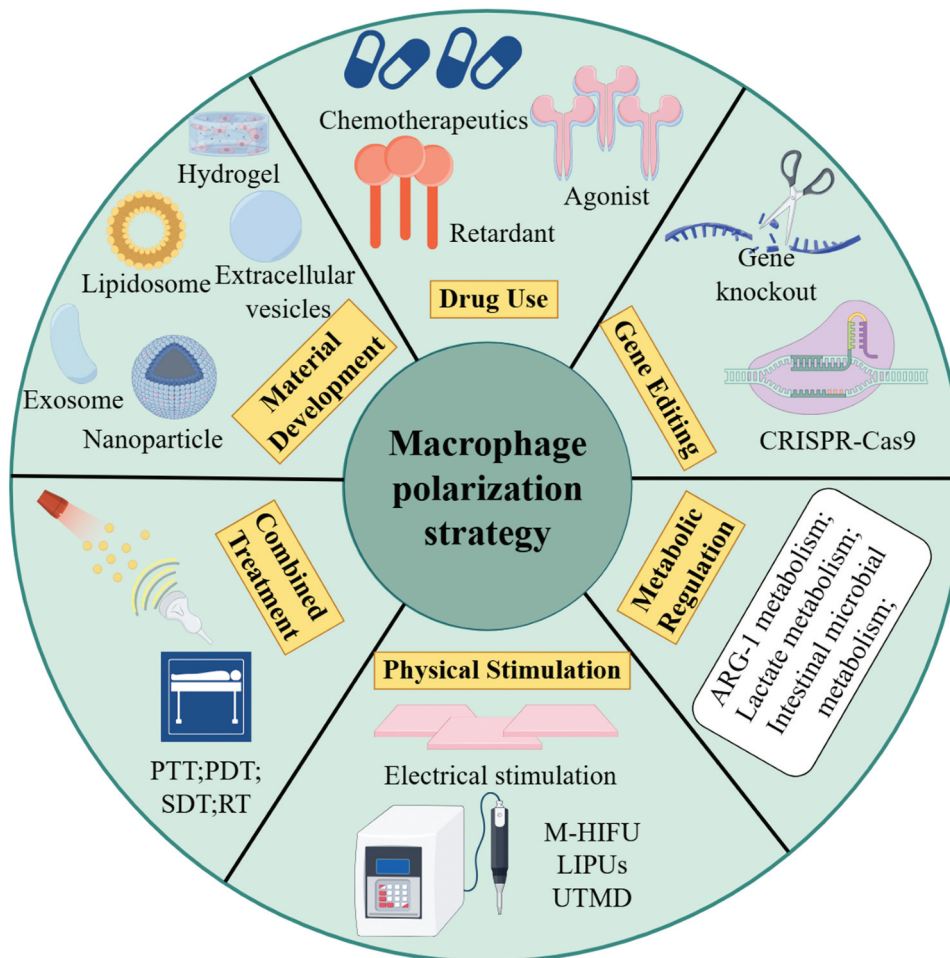 Chemotherapeutics
Retardant
Agonist
Drug Use
Gene
knockout
CRISPR-Cas9
Gene Editing
ARG-1 metabolism;
Lactate metabolism;
Intestinal microbial
metabolism;
Metabolic
Regulation
Physical Stimulation
Electrical stimulation
M-HIFU
LIPUs
UTMD
Combined
Treatment
PTT;PDT;
SDT;RT
Hydrogel
Lipidosome
Extracellular
vesicles
Exosome
Nanoparticle
Material
Development
Macrophage
polarization
strategy